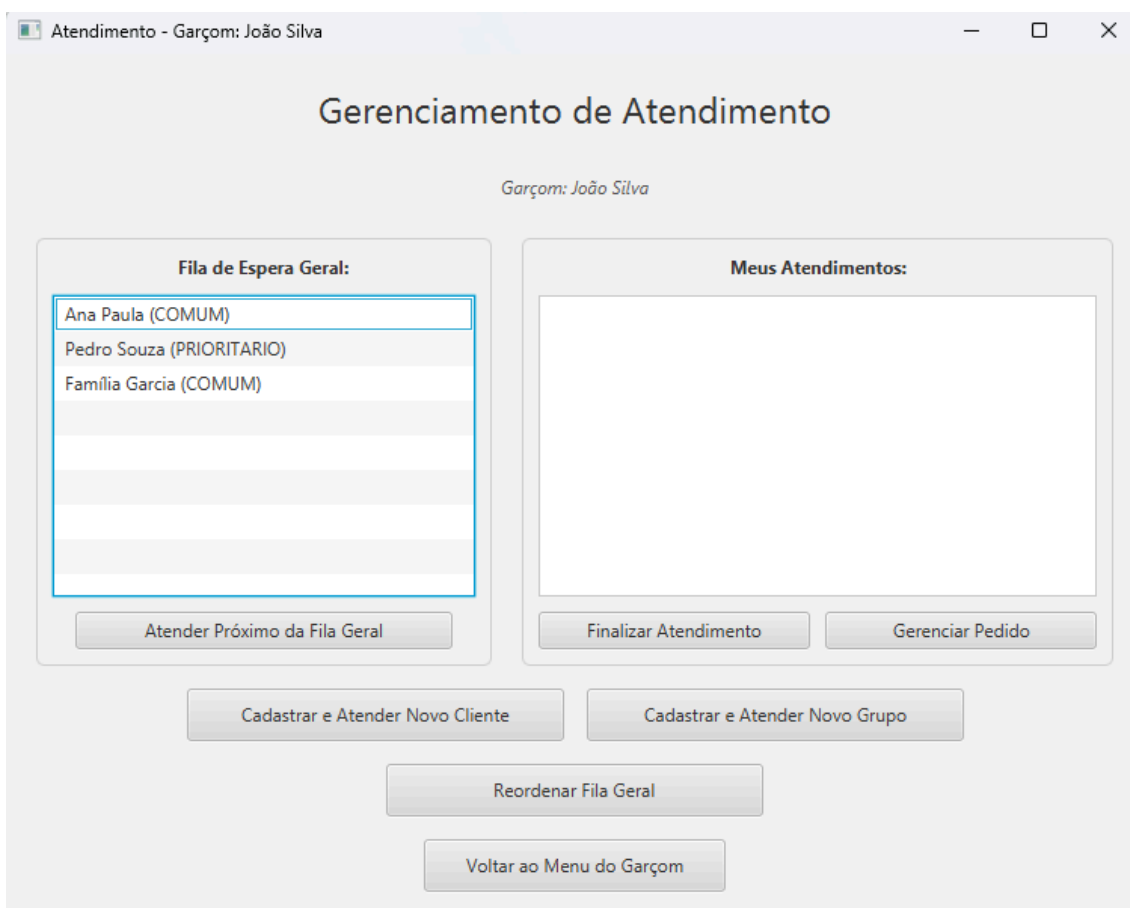 Atendimento - Garçom: João Silva
Gerenciamento de Atendimento
Garçom: João Silva
Fila de Espera Geral:
Ana Paula (COMUM)
Pedro Souza (PRIORITARIO)
Família Garcia (COMUM)
Atender Próximo da Fila Geral
Meus Atendimentos:
Finalizar Atendimento
Gerenciar Pedido
Cadastrar e Atender Novo Cliente
Cadastrar e Atender Novo Grupo
Reordenar Fila Geral
Voltar ao Menu do Garçom